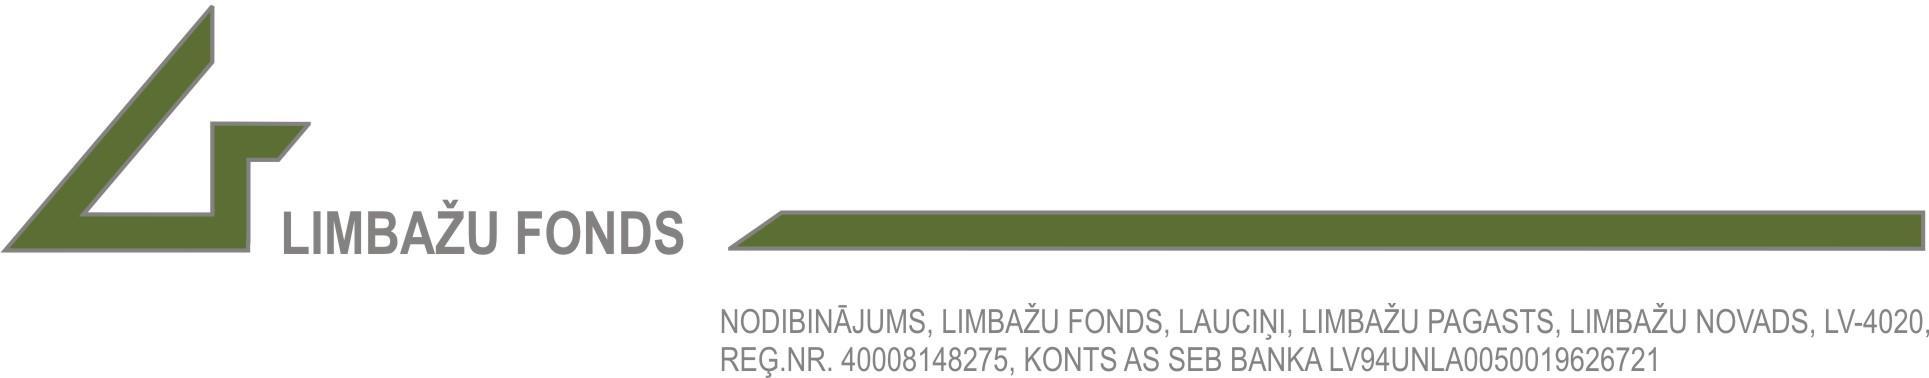 LIMBAŽU FONDS
NODIBINĀJUMS, LIMBAŽU FONDS, LAUCIŅI, LIMBAŽU PAGASTS, LIMBAŽU NOVADS, LV-4020,
REĢ.NR. 40008148275, KONTS AS SEB BANKA LV94UNLA0050019626721